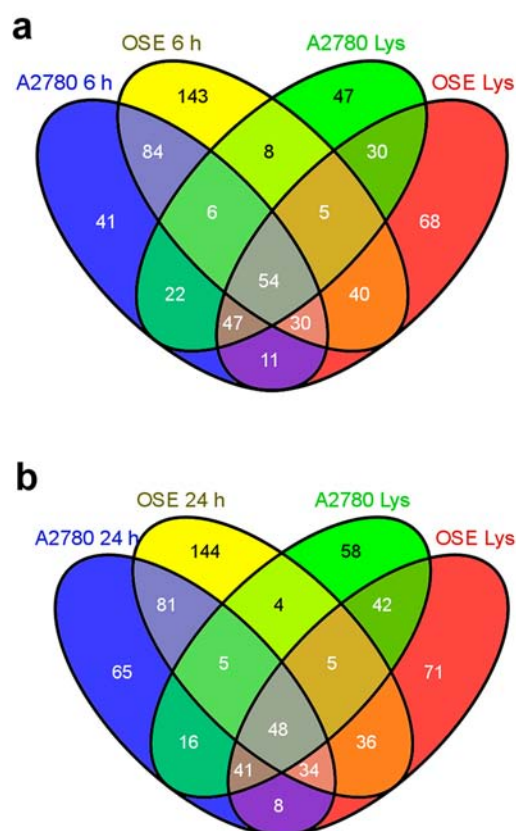 a
OSE 6 h A2780 Lys
A2780 6 h OSE Lys
143 47
84 8 30
41 6 5 68
54
22 40
47 30
11
b
OSE 24 h A2780 Lys
A2780 24 h OSE Lys
144 58
81 4 42
65 5 5 71
48
16 36
41 34
8